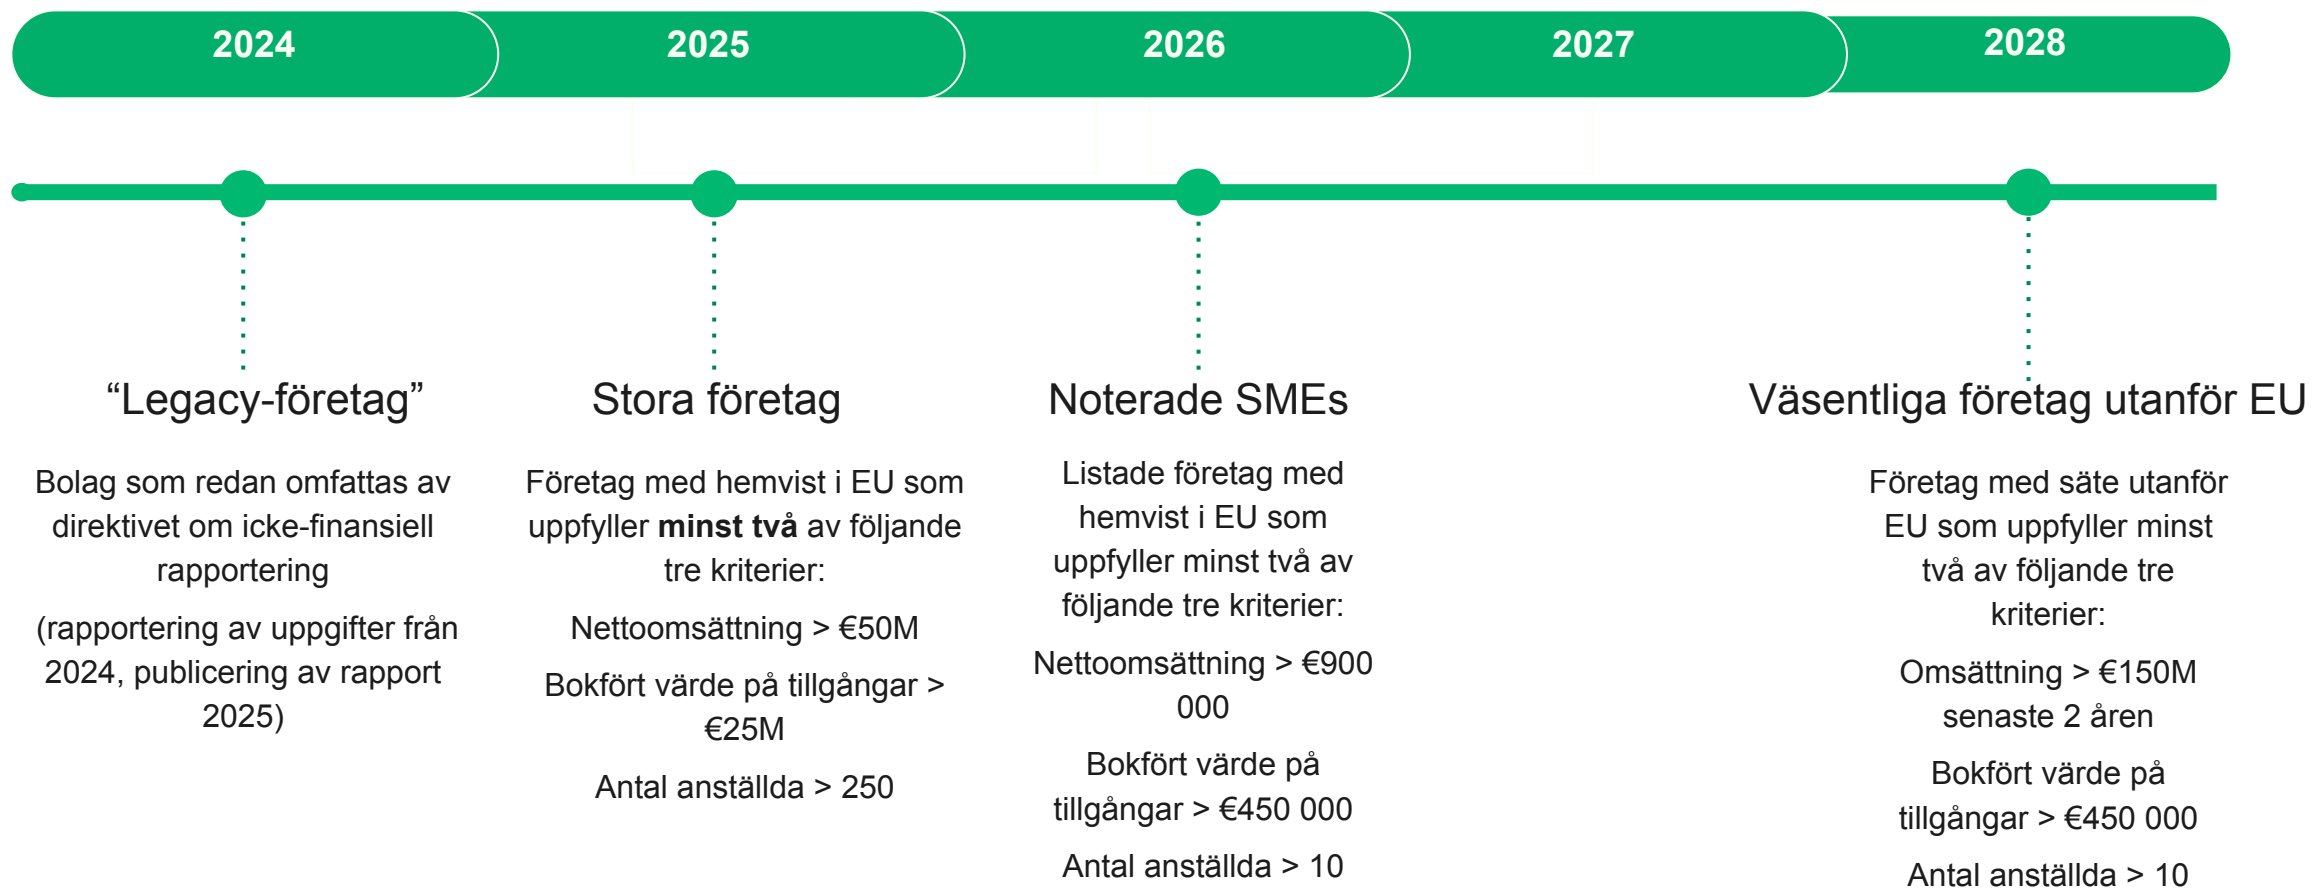 2024
2025
2026
2027
2028
“Legacy-företag”
Bolag som redan omfattas av
direktivet om icke-finansiell
rapportering
(rapportering av uppgifter från
2024, publicering av rapport
2025)
Stora företag
Företag med hemvist i EU som
uppfyller minst två av följande
tre kriterier:
Nettoomsättning > €50M
Bokfört värde på tillgångar >
€25M
Antal anställda > 250
Noterade SMEs
Listade företag med
hemvist i EU som
uppfyller minst två av
följande tre kriterier:
Nettoomsättning > €900
000
Bokfört värde på
tillgångar > €450 000
Antal anställda > 10
Väsentliga företag utanför EU
Företag med säte utanför
EU som uppfyller minst
två av följande tre
kriterier:
Omsättning > €150M
senaste 2 åren
Bokfört värde på
tillgångar > €450 000
Antal anställda > 10